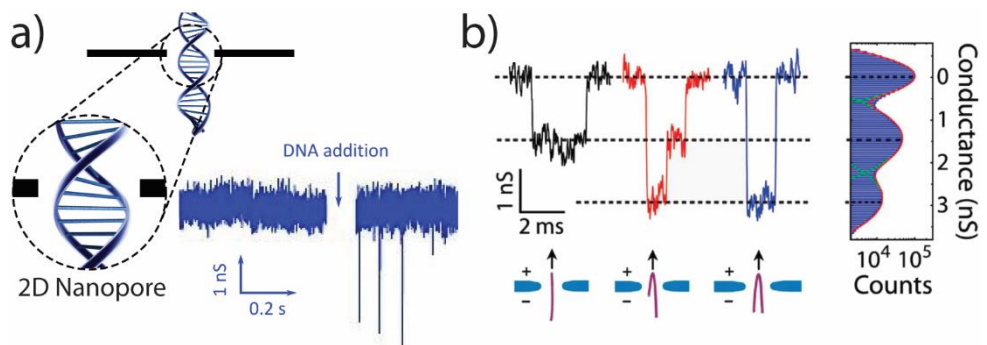 a)
2D Nanopore
DNA addition
1 nS
0.2 s
b)
1 nS
2 ms
+
−
+
−
+
−
0
1
2
3
Conductance (nS)
10⁴ 10⁵
Counts